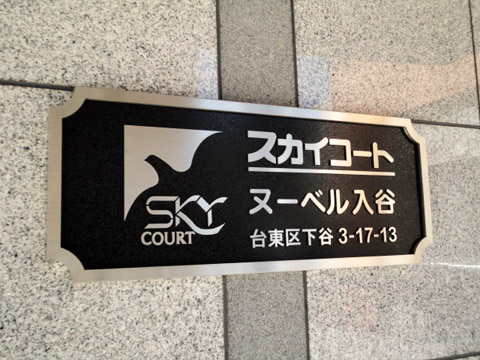 SKY
COURT
スカイコート
ヌーベル入谷
台東区下谷 3-17-13